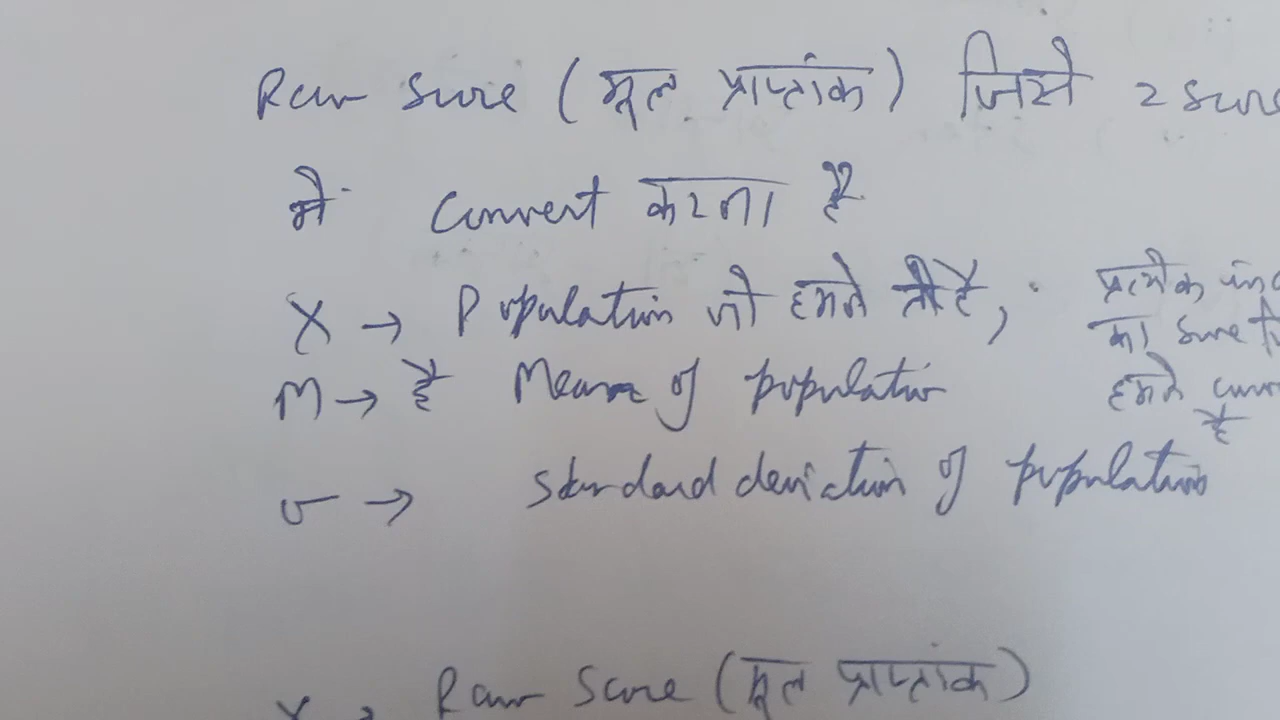 Raw Score (मूल प्राप्तांक) जिसे z score
में convert करना है
X → Population जो हमने ली है, प्रत्येक
का score
M → है Mean of population हमने
है
σ → standard deviation of population
X → Raw Score (मूल प्राप्तांक)